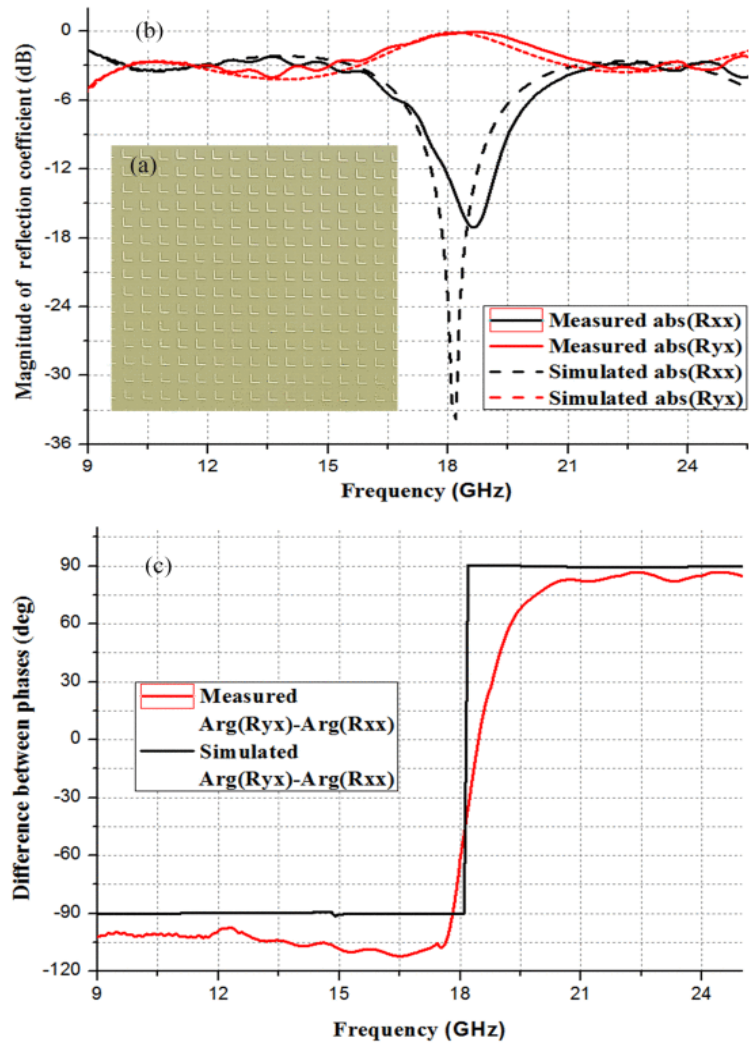 Magnitude of reflection coefficient (dB)
0
-6
-12
-18
-24
-30
-36
(b)
(a)
Measured abs(Rxx)
Measured abs(Ryx)
Simulated abs(Rxx)
Simulated abs(Ryx)
9
12
15
18
21
24
Frequency (GHz)
Difference between phases (deg)
90
60
30
0
-30
-60
-90
-120
(c)
Measured
Arg(Ryx)-Arg(Rxx)
Simulated
Arg(Ryx)-Arg(Rxx)
9
12
15
18
21
24
Frequency (GHz)